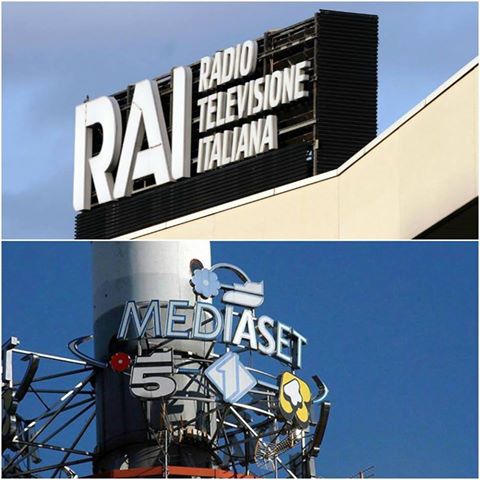 RAI
RADIO
TELEVISIONE
ITALIANA
MEDIASET
5
1